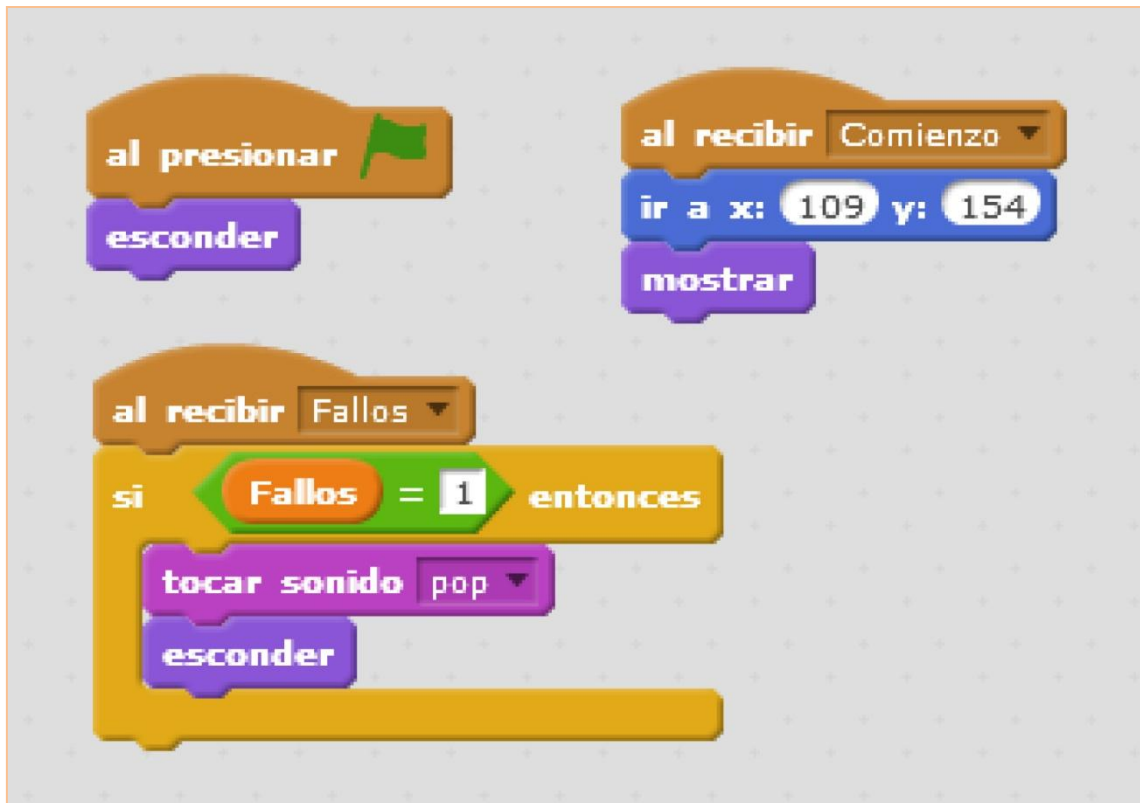 al presionar
esconder
al recibir Comienzo
ir a x: 109 y: 154
mostrar
al recibir Fallos
si Fallos = 1 entonces
tocar sonido pop
esconder